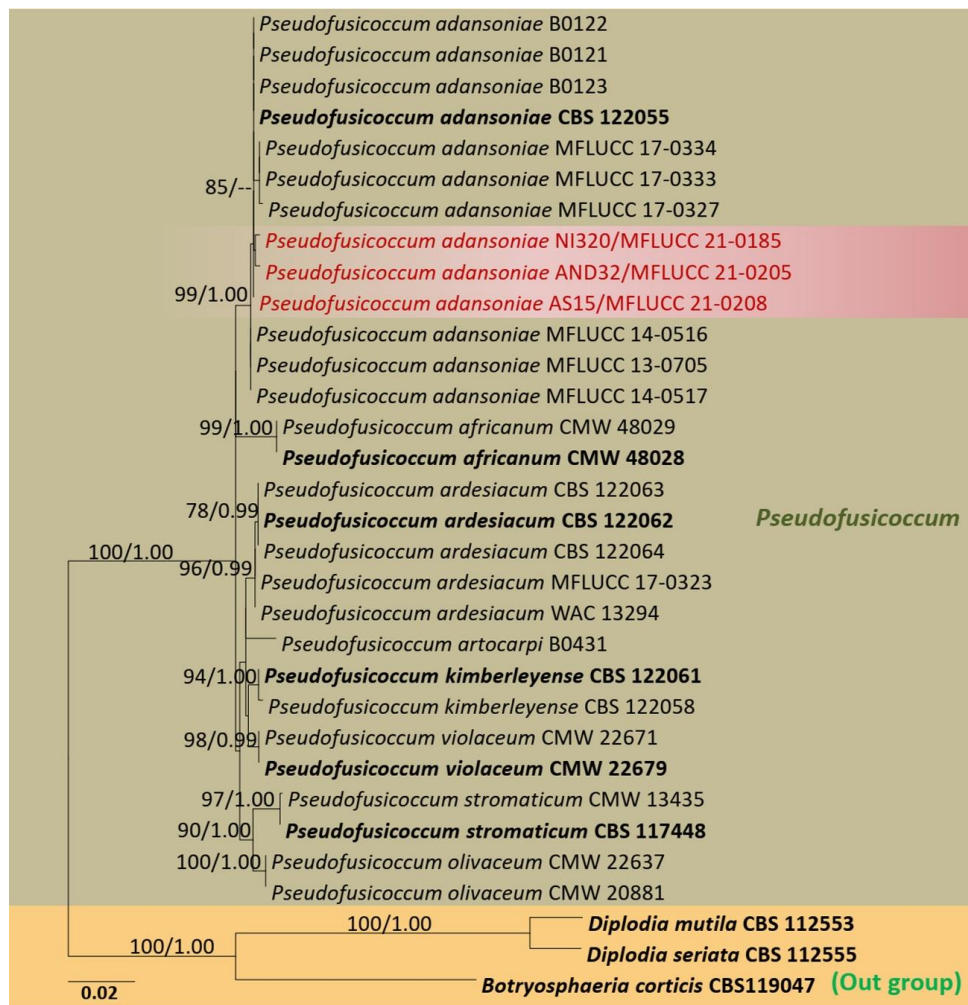 Pseudofusicoccum adansoniae B0122
Pseudofusicoccum adansoniae B0121
Pseudofusicoccum adansoniae B0123
Pseudofusicoccum adansoniae CBS 122055
Pseudofusicoccum adansoniae MFLUCC 17-0334
Pseudofusicoccum adansoniae MFLUCC 17-0333
85/--
Pseudofusicoccum adansoniae MFLUCC 17-0327
Pseudofusicoccum adansoniae NI320/MFLUCC 21-0185
Pseudofusicoccum adansoniae AND32/MFLUCC 21-0205
99/1.00
Pseudofusicoccum adansoniae AS15/MFLUCC 21-0208
Pseudofusicoccum adansoniae MFLUCC 14-0516
Pseudofusicoccum adansoniae MFLUCC 13-0705
Pseudofusicoccum adansoniae MFLUCC 14-0517
99/1.00
Pseudofusicoccum africanum CMW 48029
Pseudofusicoccum africanum CMW 48028
Pseudofusicoccum ardesiacum CBS 122063
78/0.99
Pseudofusicoccum ardesiacum CBS 122062
Pseudofusicoccum
100/1.00
Pseudofusicoccum ardesiacum CBS 122064
96/0.99
Pseudofusicoccum ardesiacum MFLUCC 17-0323
Pseudofusicoccum ardesiacum WAC 13294
Pseudofusicoccum artocarpi B0431
94/1.00
Pseudofusicoccum kimberleyense CBS 122061
Pseudofusicoccum kimberleyense CBS 122058
98/0.99
Pseudofusicoccum violaceum CMW 22671
Pseudofusicoccum violaceum CMW 22679
97/1.00
Pseudofusicoccum stromaticum CMW 13435
90/1.00
Pseudofusicoccum stromaticum CBS 117448
100/1.00
Pseudofusicoccum olivaceum CMW 22637
Pseudofusicoccum olivaceum CMW 20881
100/1.00
Diplodia mutila CBS 112553
100/1.00
Diplodia seriata CBS 112555
Botryosphaeria corticis CBS119047
(Out group)
0.02